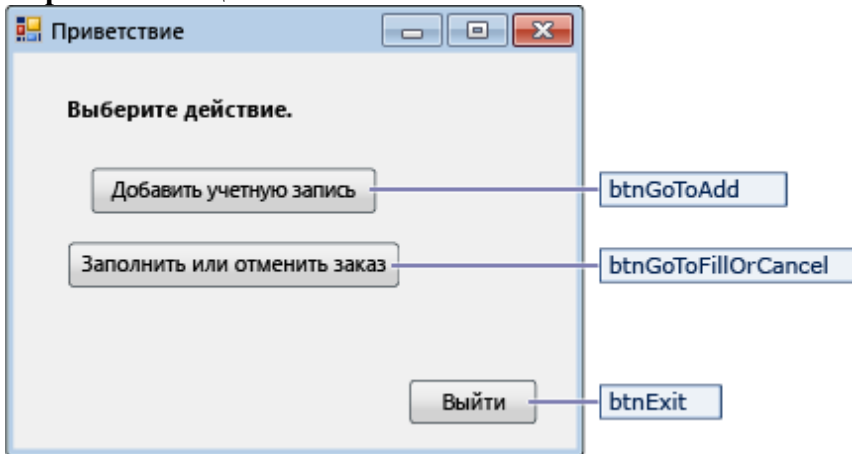 Приветствие
Выберите действие.
Добавить учетную запись
btnGoToAdd
Заполнить или отменить заказ
btnGoToFillOrCancel
Выйти
btnExit